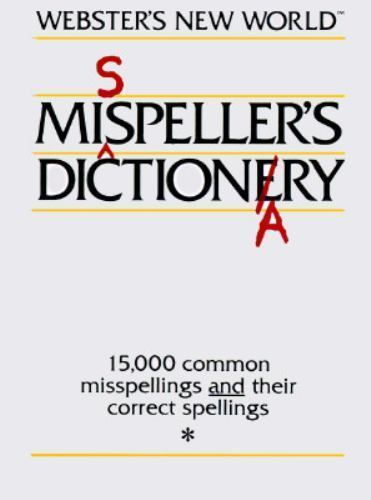 WEBSTER'S NEW WORLD™
S
MISPELLER'S
DICTIONERY
A
15,000 common
misspellings and their
correct spellings
*